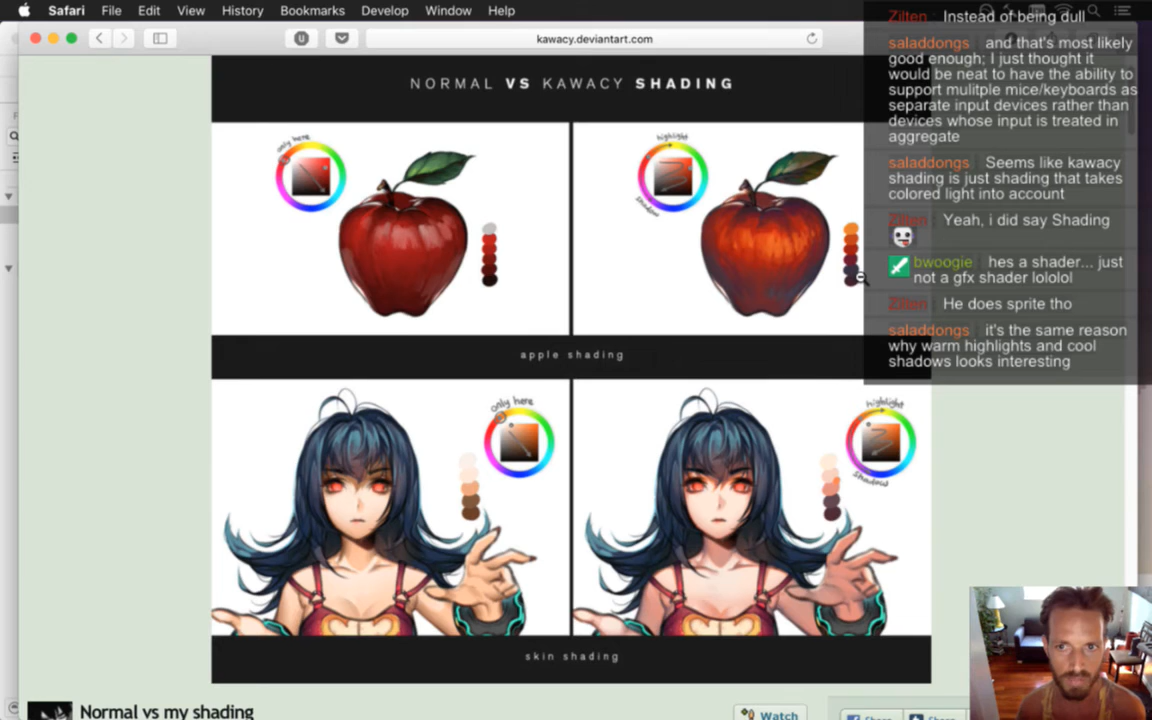 Safari File Edit View History Bookmarks Develop Window Help
kawacy.deviantart.com
NORMAL VS KAWACY SHADING
only here
highlight
shadow
apple shading
only here
highlight
shadow
skin shading
Normal vs my shading
Watch
Share
Share
Zilten Instead of being dull
saladdongs and that's most likely
good enough; I just thought it
would be neat to have the ability to
support mulitple mice/keyboards as
separate input devices rather than
devices whose input is treated in
aggregate
saladdongs Seems like kawacy
shading is just shading that takes
colored light into account
Zilten Yeah, i did say Shading
bwoogie hes a shader... just
not a gfx shader lololol
Zilten He does sprite tho
saladdongs it's the same reason
why warm highlights and cool
shadows looks interesting